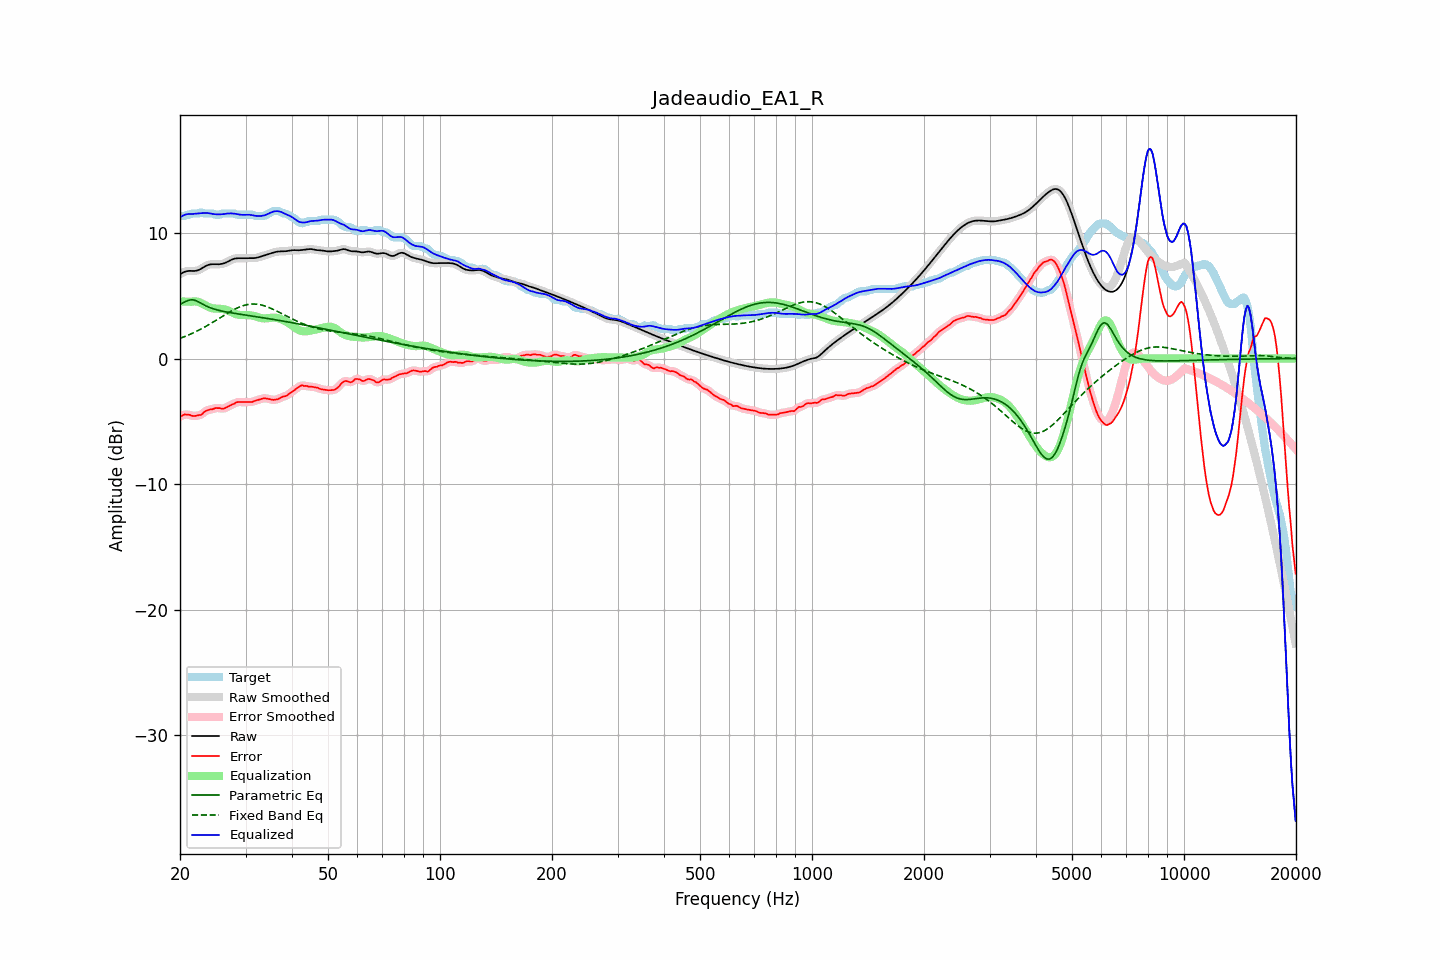 Jadeaudio_EA1_R
Amplitude (dBr)
10
0
−10
−20
−30
Target
Raw Smoothed
Error Smoothed
Raw
Error
Equalization
Parametric Eq
Fixed Band Eq
Equalized
20 50 100 200 500 1000 2000 5000 10000 20000
Frequency (Hz)